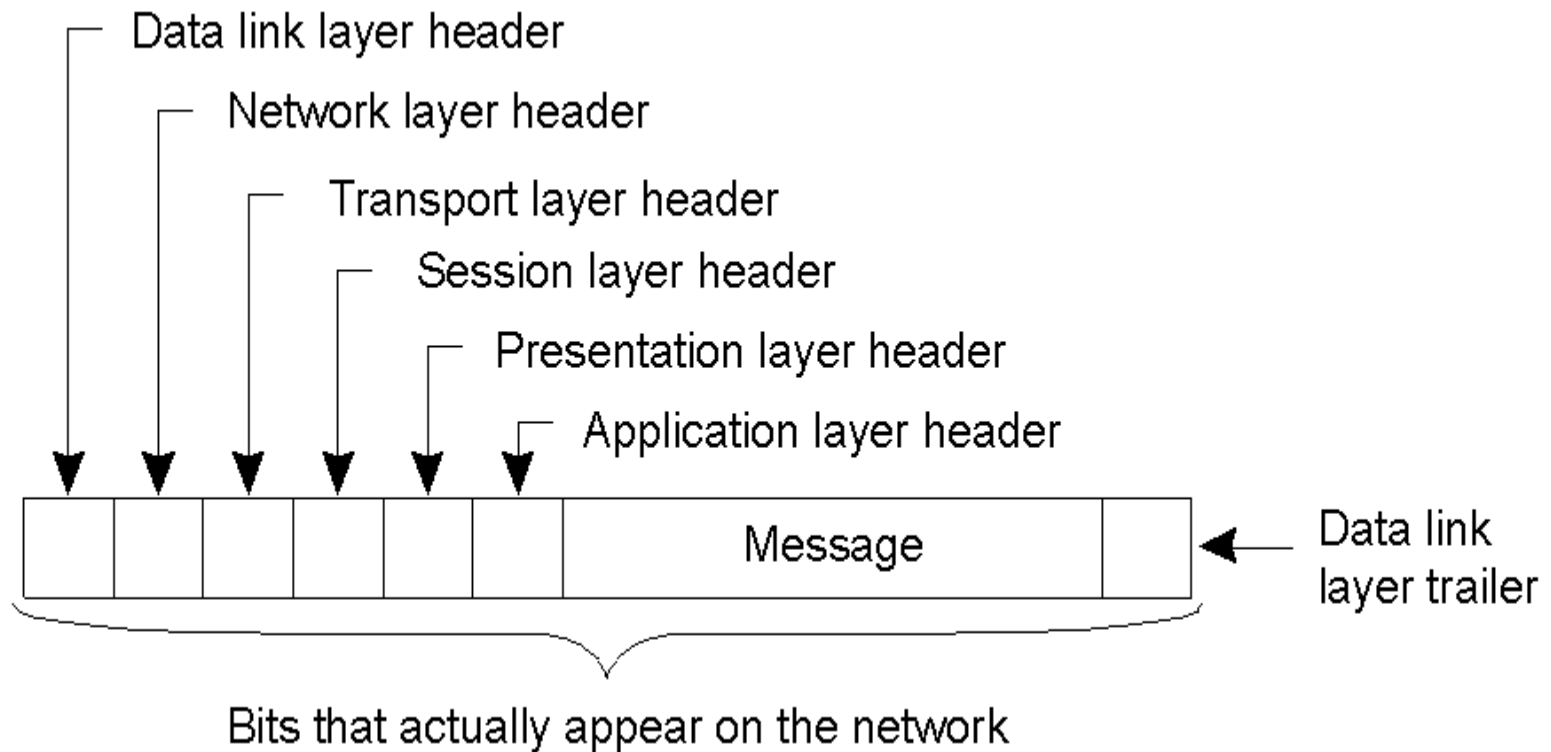 Data link layer header
Network layer header
Transport layer header
Session layer header
Presentation layer header
Application layer header
Message
Data link
layer trailer
Bits that actually appear on the network